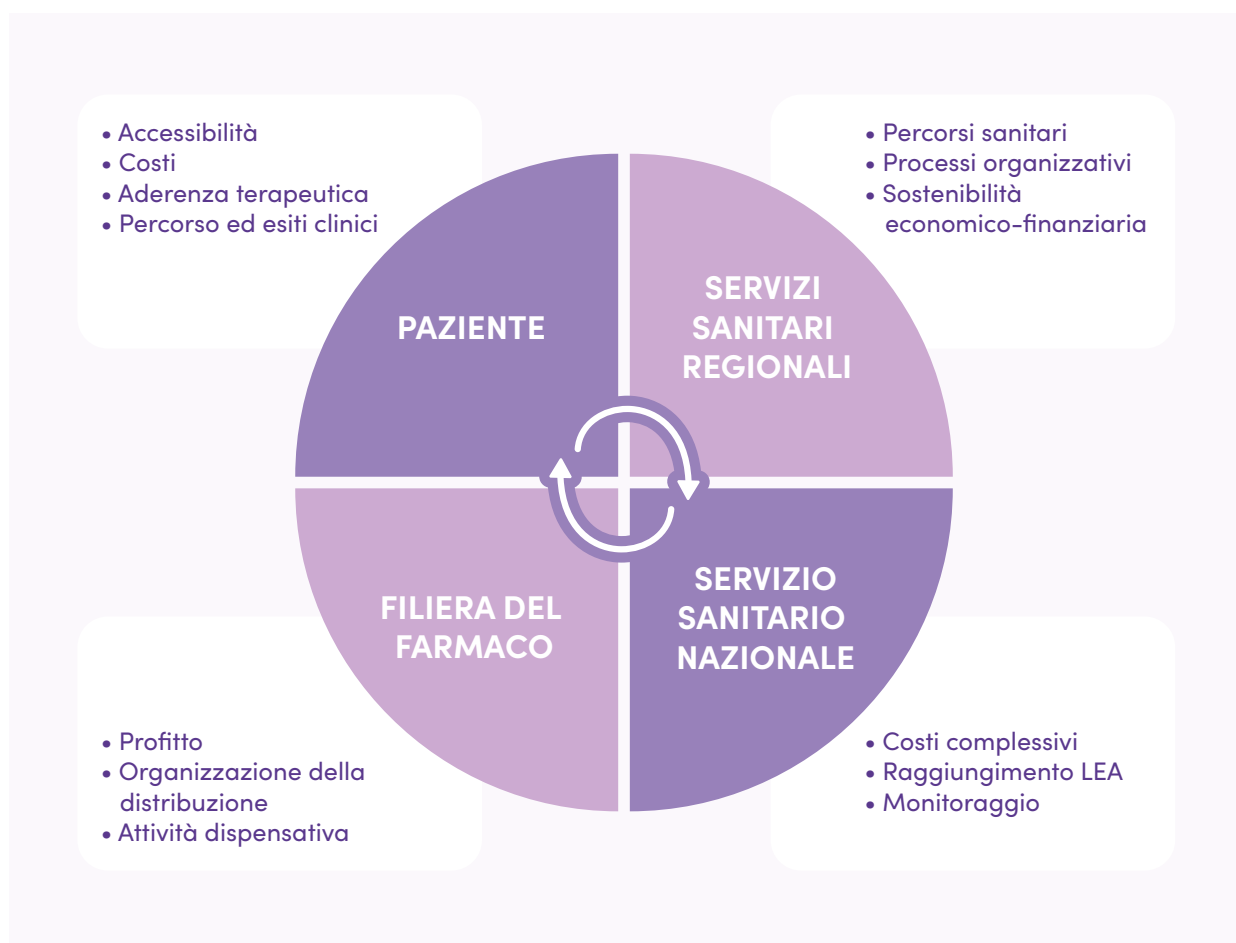 • Accessibilità
• Costi
• Aderenza terapeutica
• Percorso ed esiti clinici
• Percorsi sanitari
• Processi organizzativi
• Sostenibilità
economico-finanziaria
PAZIENTE
SERVIZI
SANITARI
REGIONALI
FILIERA DEL
FARMACO
SERVIZIO
SANITARIO
NAZIONALE
• Profitto
• Organizzazione della
distribuzione
• Attività dispensativa
• Costi complessivi
• Raggiungimento LEA
• Monitoraggio